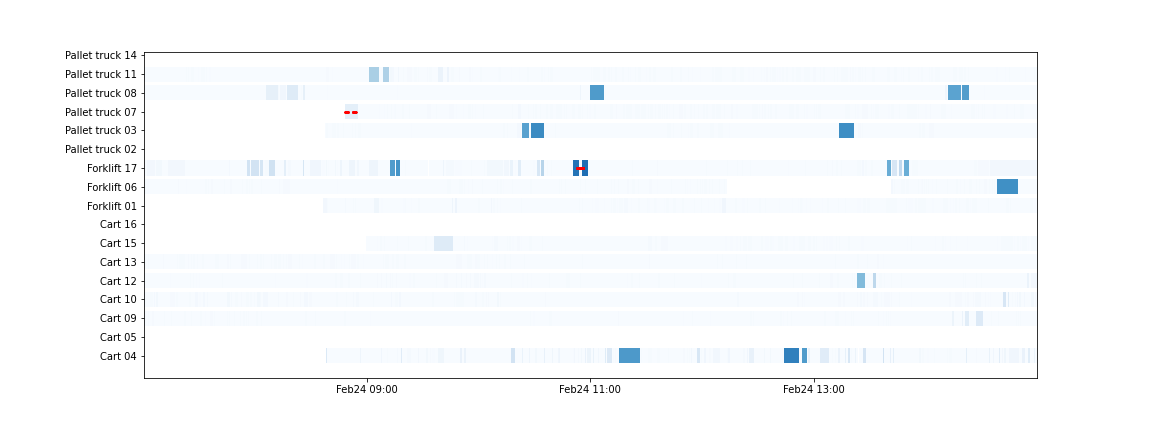 Pallet truck 14
Pallet truck 11
Pallet truck 08
Pallet truck 07
Pallet truck 03
Pallet truck 02
Forklift 17
Forklift 06
Forklift 01
Cart 16
Cart 15
Cart 13
Cart 12
Cart 10
Cart 09
Cart 05
Cart 04
Feb24 09:00 Feb24 11:00 Feb24 13:00